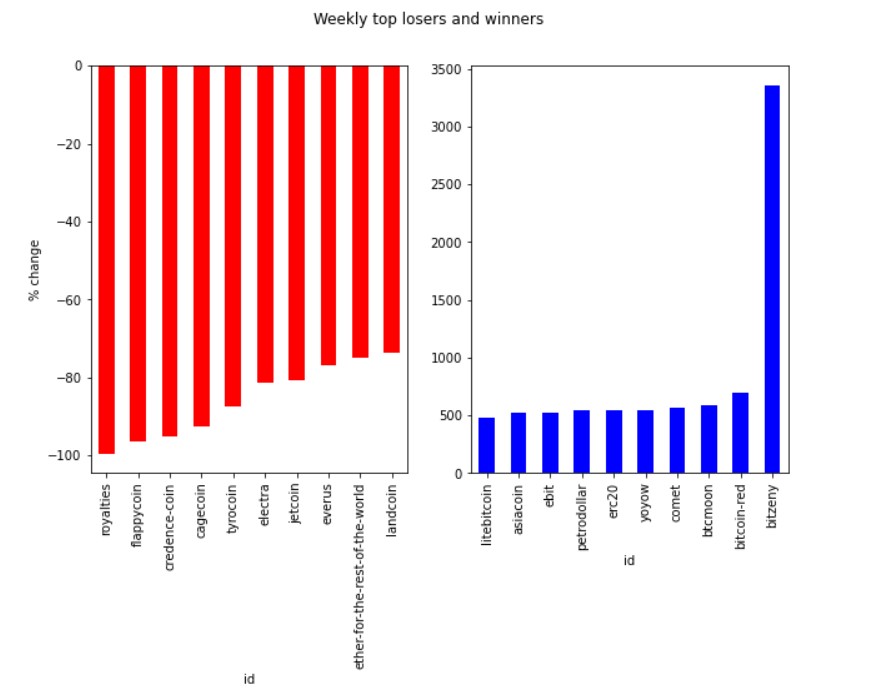 Weekly top losers and winners
% change
0
−20
−40
−60
−80
−100
royalties
flappycoin
credence-coin
cagecoin
tyrocoin
electra
jetcoin
everus
ether-for-the-rest-of-the-world
landcoin
id
3500
3000
2500
2000
1500
1000
500
0
litebitcoin
asiacoin
ebit
petrodollar
erc20
yoyow
comet
btcmoon
bitcoin-red
bitzeny
id